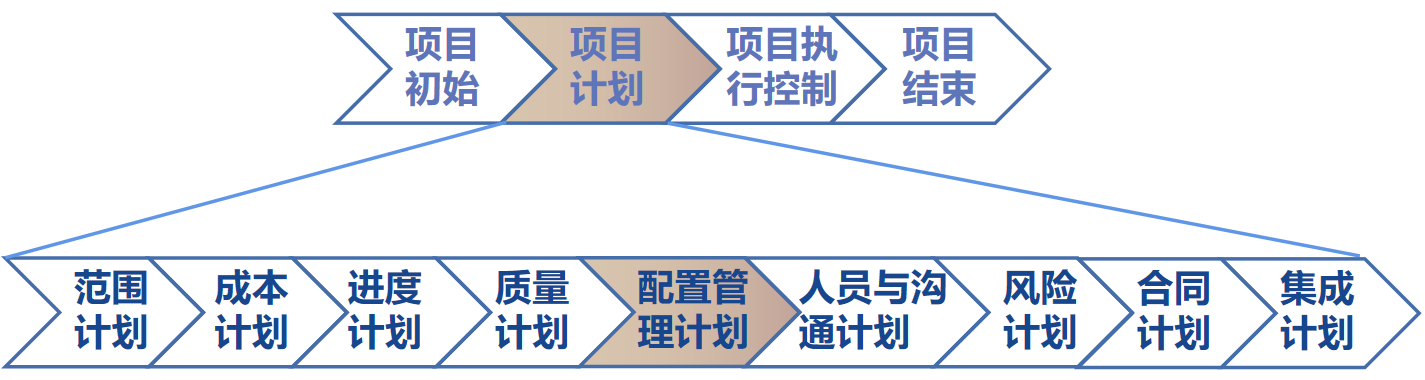 项目
初始
项目
计划
项目执
行控制
项目
结束
范围
计划
成本
计划
进度
计划
质量
计划
配置管
理计划
人员与沟
通计划
风险
计划
合同
计划
集成
计划